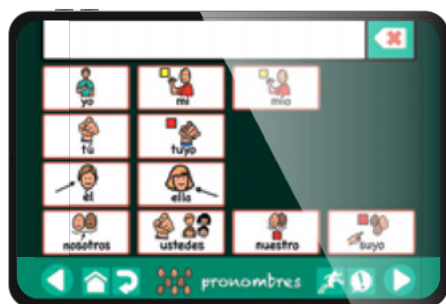 yo mi mío
tú tuyo
él ella
nosotros ustedes nuestro suyo
pronombres